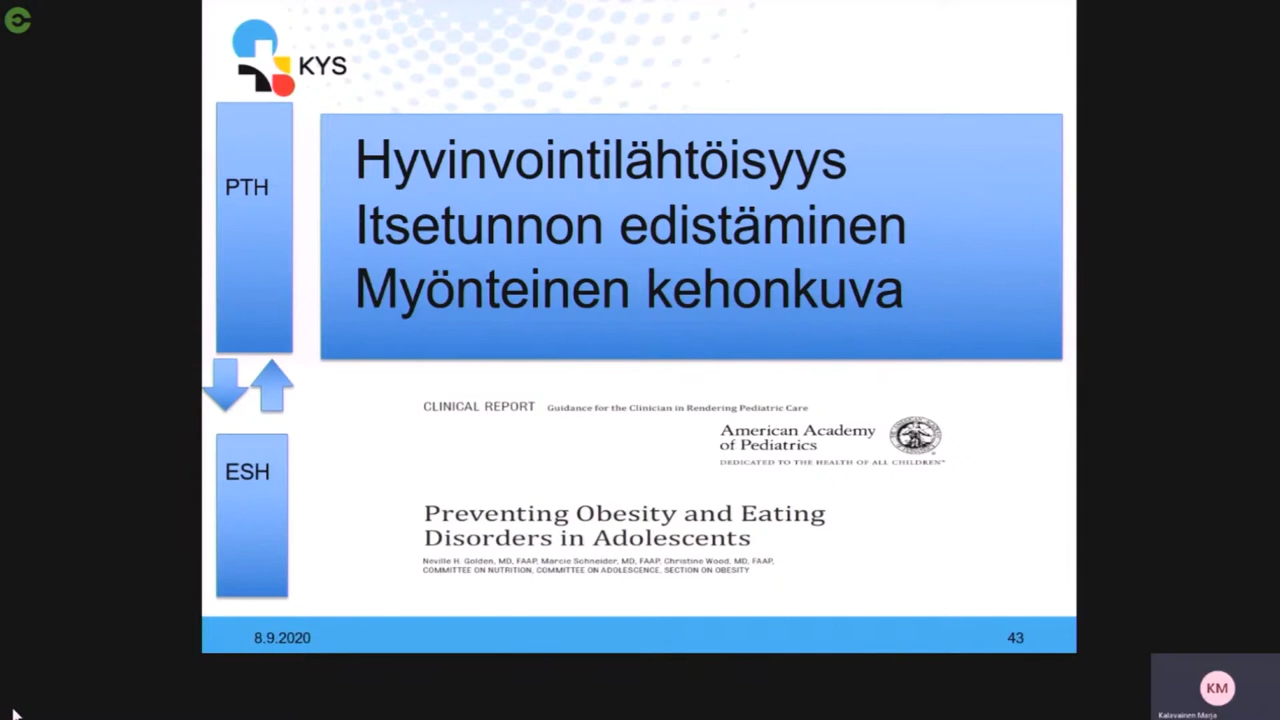 KYS
PTH
Hyvinvointilähtöisyys
Itsetunnon edistäminen
Myönteinen kehonkuva
ESH
CLINICAL REPORT Guidance for the Clinician in Rendering Pediatric Care
American Academy
of Pediatrics
DEDICATED TO THE HEALTH OF ALL CHILDREN™
Preventing Obesity and Eating
Disorders in Adolescents
Neville H. Golden, MD, FAAP, Marcie Schneider, MD, FAAP, Christine Wood, MD, FAAP,
COMMITTEE ON NUTRITION, COMMITTEE ON ADOLESCENCE, SECTION ON OBESITY
8.9.2020
43
KM
Kalavainen Marja